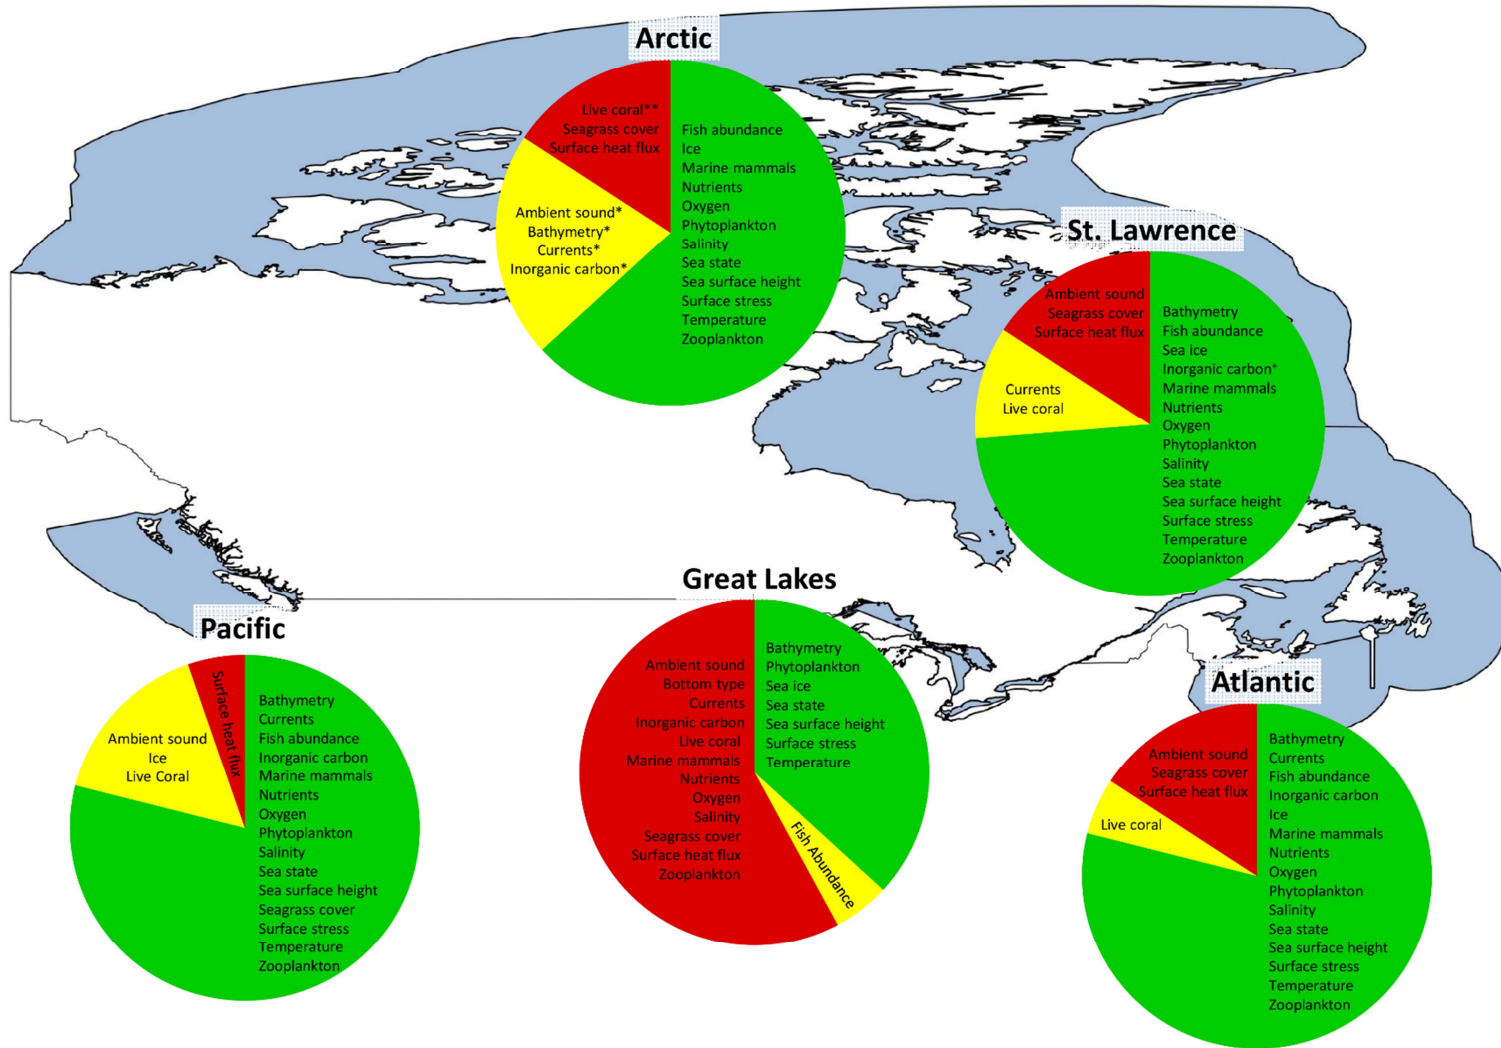 Arctic
Live coral**
Seagrass cover
Surface heat flux
Ambient sound*
Bathymetry*
Currents*
Inorganic carbon*
Fish abundance
Ice
Marine mammals
Nutrients
Oxygen
Phytoplankton
Salinity
Sea state
Sea surface height
Surface stress
Temperature
Zooplankton
St. Lawrence
Ambient sound
Seagrass cover
Surface heat flux
Currents
Live coral
Bathymetry
Fish abundance
Sea ice
Inorganic carbon*
Marine mammals
Nutrients
Oxygen
Phytoplankton
Salinity
Sea state
Sea surface height
Surface stress
Temperature
Zooplankton
Pacific
Surface heat flux
Ambient sound
Ice
Live Coral
Bathymetry
Currents
Fish abundance
Inorganic carbon
Marine mammals
Nutrients
Oxygen
Phytoplankton
Salinity
Sea state
Sea surface height
Seagrass cover
Surface stress
Temperature
Zooplankton
Great Lakes
Ambient sound
Bottom type
Currents
Inorganic carbon
Live coral
Marine mammals
Nutrients
Oxygen
Salinity
Seagrass cover
Surface heat flux
Zooplankton
Bathymetry
Phytoplankton
Sea ice
Sea state
Sea surface height
Surface stress
Temperature
Fish Abundance
Atlantic
Ambient sound
Seagrass cover
Surface heat flux
Live coral
Bathymetry
Currents
Fish abundance
Inorganic carbon
Ice
Marine mammals
Nutrients
Oxygen
Phytoplankton
Salinity
Sea state
Sea surface height
Surface stress
Temperature
Zooplankton